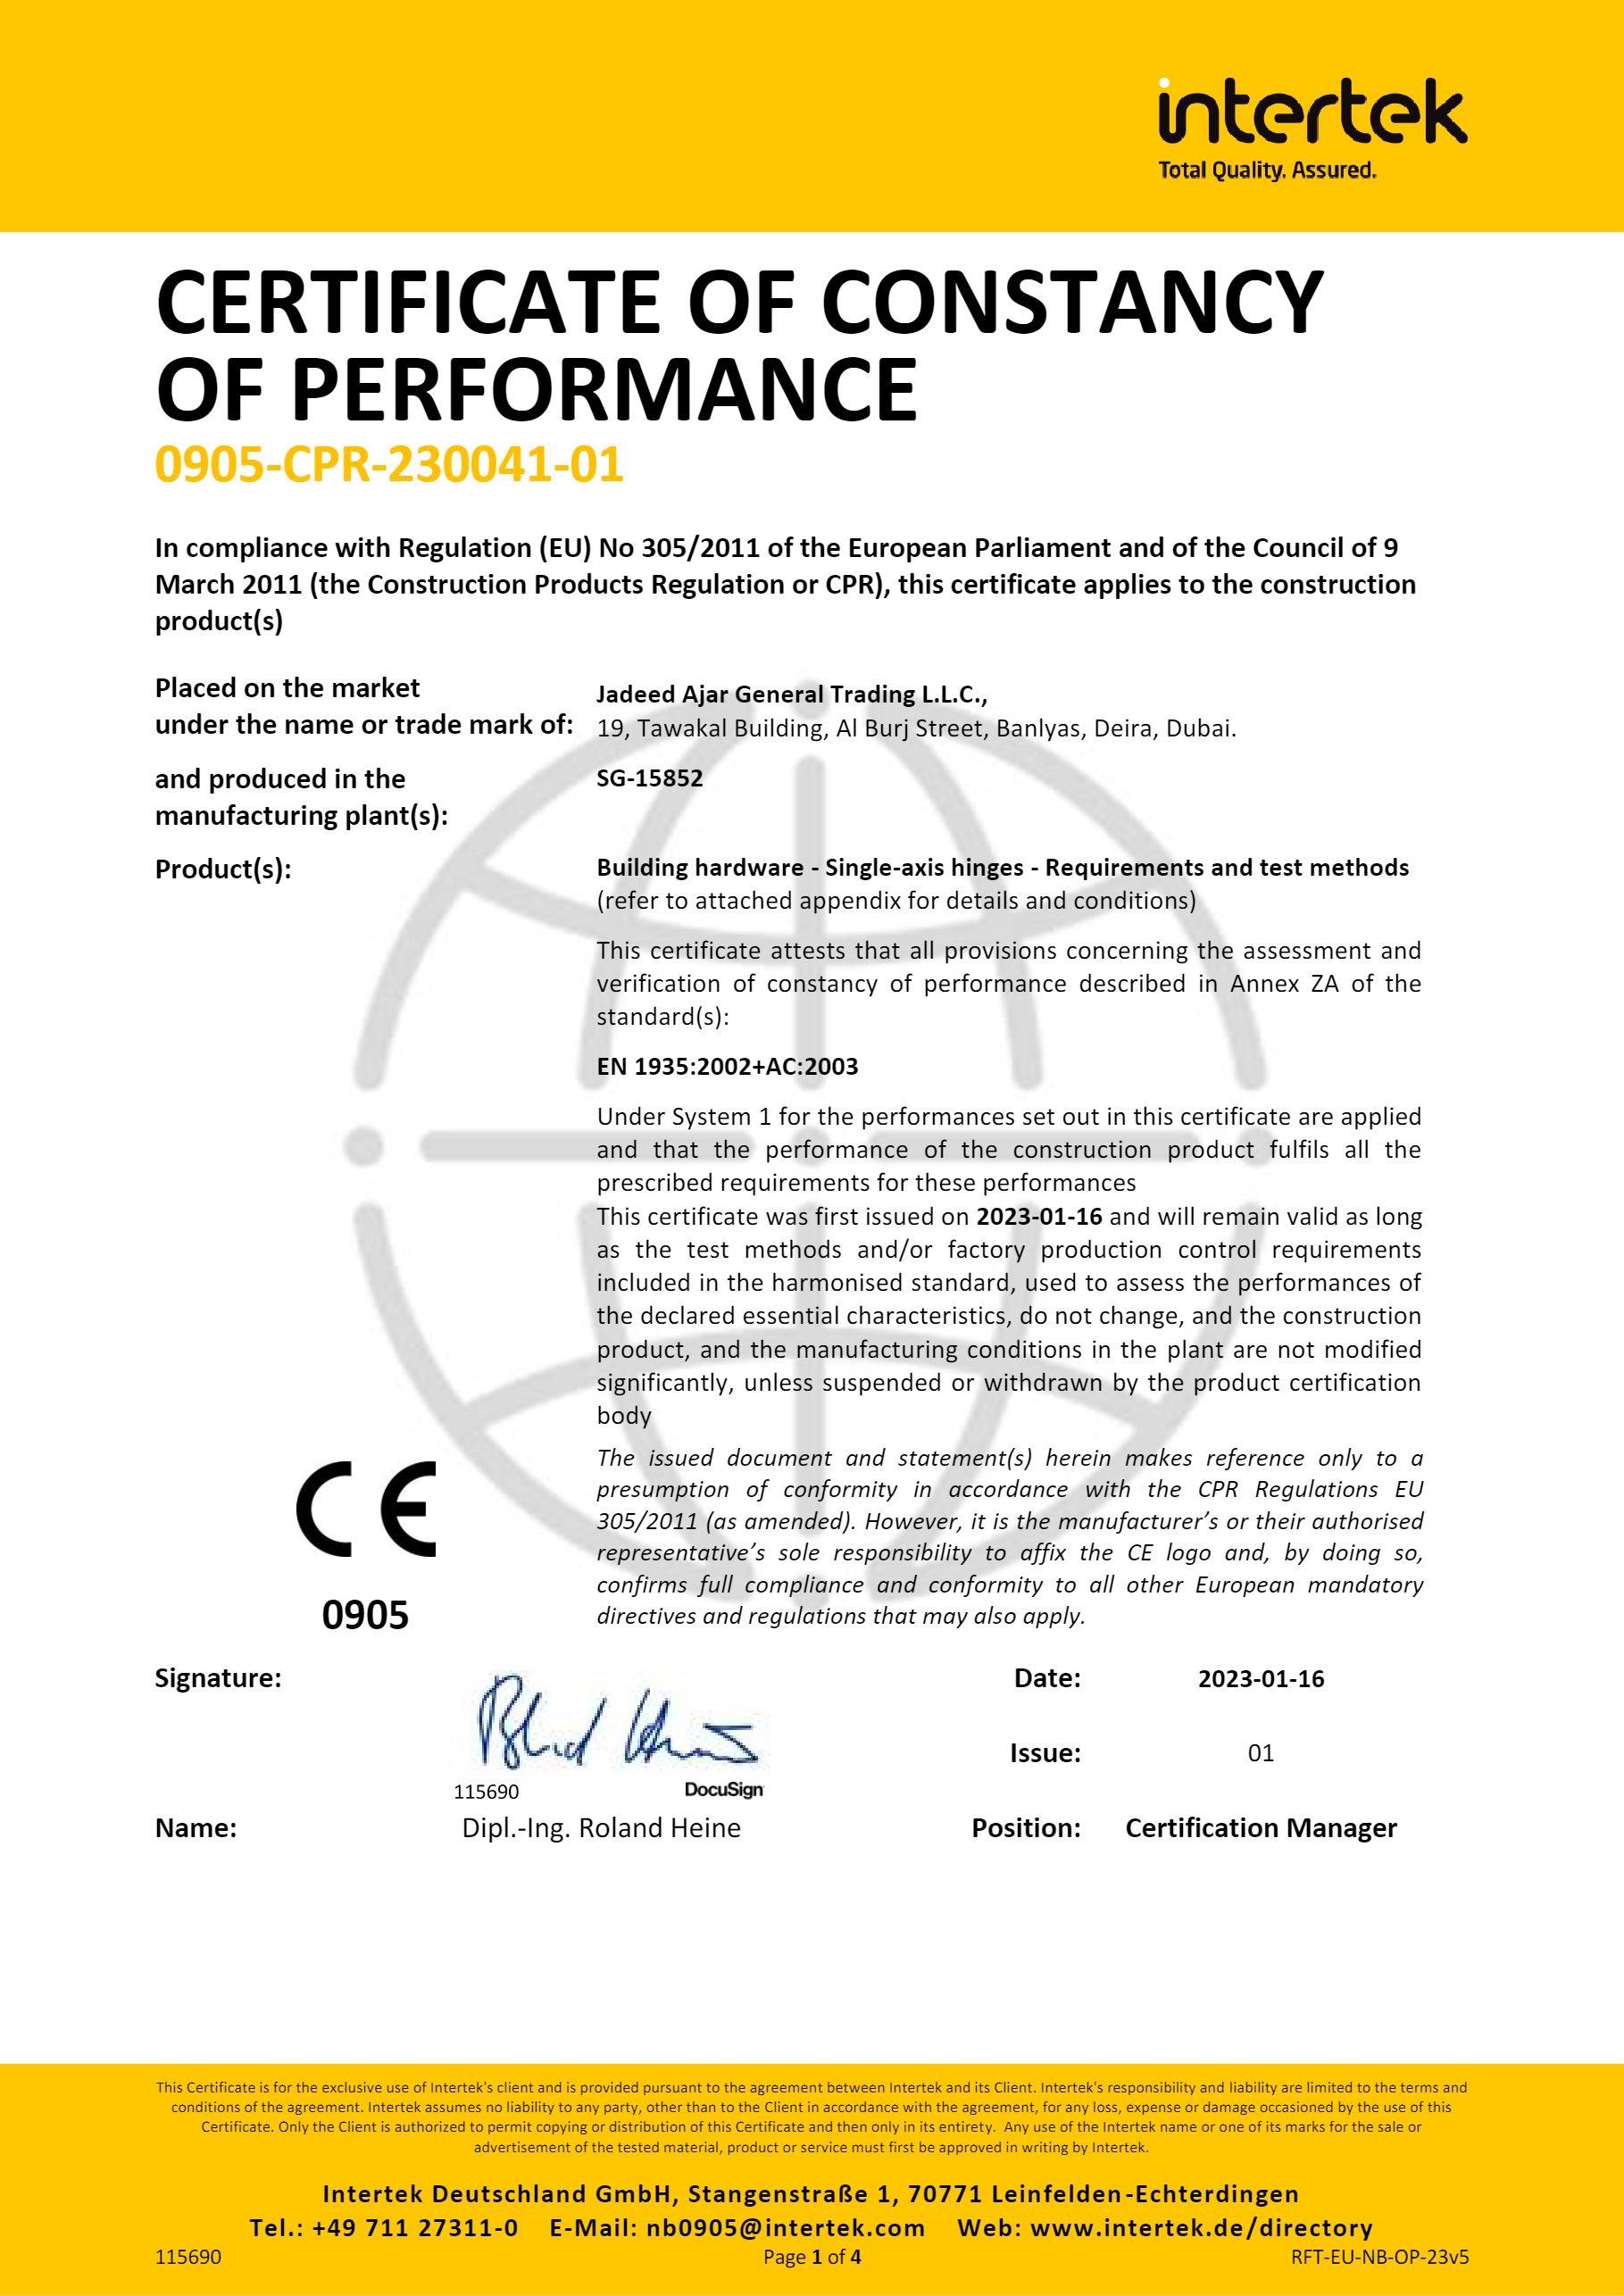 intertek
Total Quality. Assured.
CERTIFICATE OF CONSTANCY
OF PERFORMANCE
0905-CPR-230041-01
In compliance with Regulation (EU) No 305/2011 of the European Parliament and of the Council of 9
March 2011 (the Construction Products Regulation or CPR), this certificate applies to the construction
product(s)
Placed on the market
under the name or trade mark of:
Jadeed Ajar General Trading L.L.C.,
19, Tawakal Building, Al Burj Street, Banlyas, Deira, Dubai.
and produced in the
manufacturing plant(s):
SG-15852
Product(s):
Building hardware - Single-axis hinges - Requirements and test methods
(refer to attached appendix for details and conditions)
This certificate attests that all provisions concerning the assessment and
verification of constancy of performance described in Annex ZA of the
standard(s):
EN 1935:2002+AC:2003
Under System 1 for the performances set out in this certificate are applied
and that the performance of the construction product fulfils all the
prescribed requirements for these performances
This certificate was first issued on 2023-01-16 and will remain valid as long
as the test methods and/or factory production control requirements
included in the harmonised standard, used to assess the performances of
the declared essential characteristics, do not change, and the construction
product, and the manufacturing conditions in the plant are not modified
significantly, unless suspended or withdrawn by the product certification
body
The issued document and statement(s) herein makes reference only to a
presumption of conformity in accordance with the CPR Regulations EU
305/2011 (as amended). However, it is the manufacturer's or their authorised
representative's sole responsibility to affix the CE logo and, by doing so,
confirms full compliance and conformity to all other European mandatory
directives and regulations that may also apply.
CE
0905
Signature:
Date: 2023-01-16
Issue: 01
115690 DocuSign
Name: Dipl.-Ing. Roland Heine
Position: Certification Manager
This Certificate is for the exclusive use of Intertek's client and is provided pursuant to the agreement between Intertek and its Client. Intertek's responsibility and liability are limited to the terms and
conditions of the agreement. Intertek assumes no liability to any party, other than to the Client in accordance with the agreement, for any loss, expense or damage occasioned by the use of this
Certificate. Only the Client is authorized to permit copying or distribution of this Certificate and then only in its entirety. Any use of the Intertek name or one of its marks for the sale or
advertisement of the tested material, product or service must first be approved in writing by Intertek.
Intertek Deutschland GmbH, Stangenstraße 1, 70771 Leinfelden-Echterdingen
Tel.: +49 711 27311-0 E-Mail: nb0905@intertek.com Web: www.intertek.de/directory
115690 Page 1 of 4 RFT-EU-NB-OP-23v5